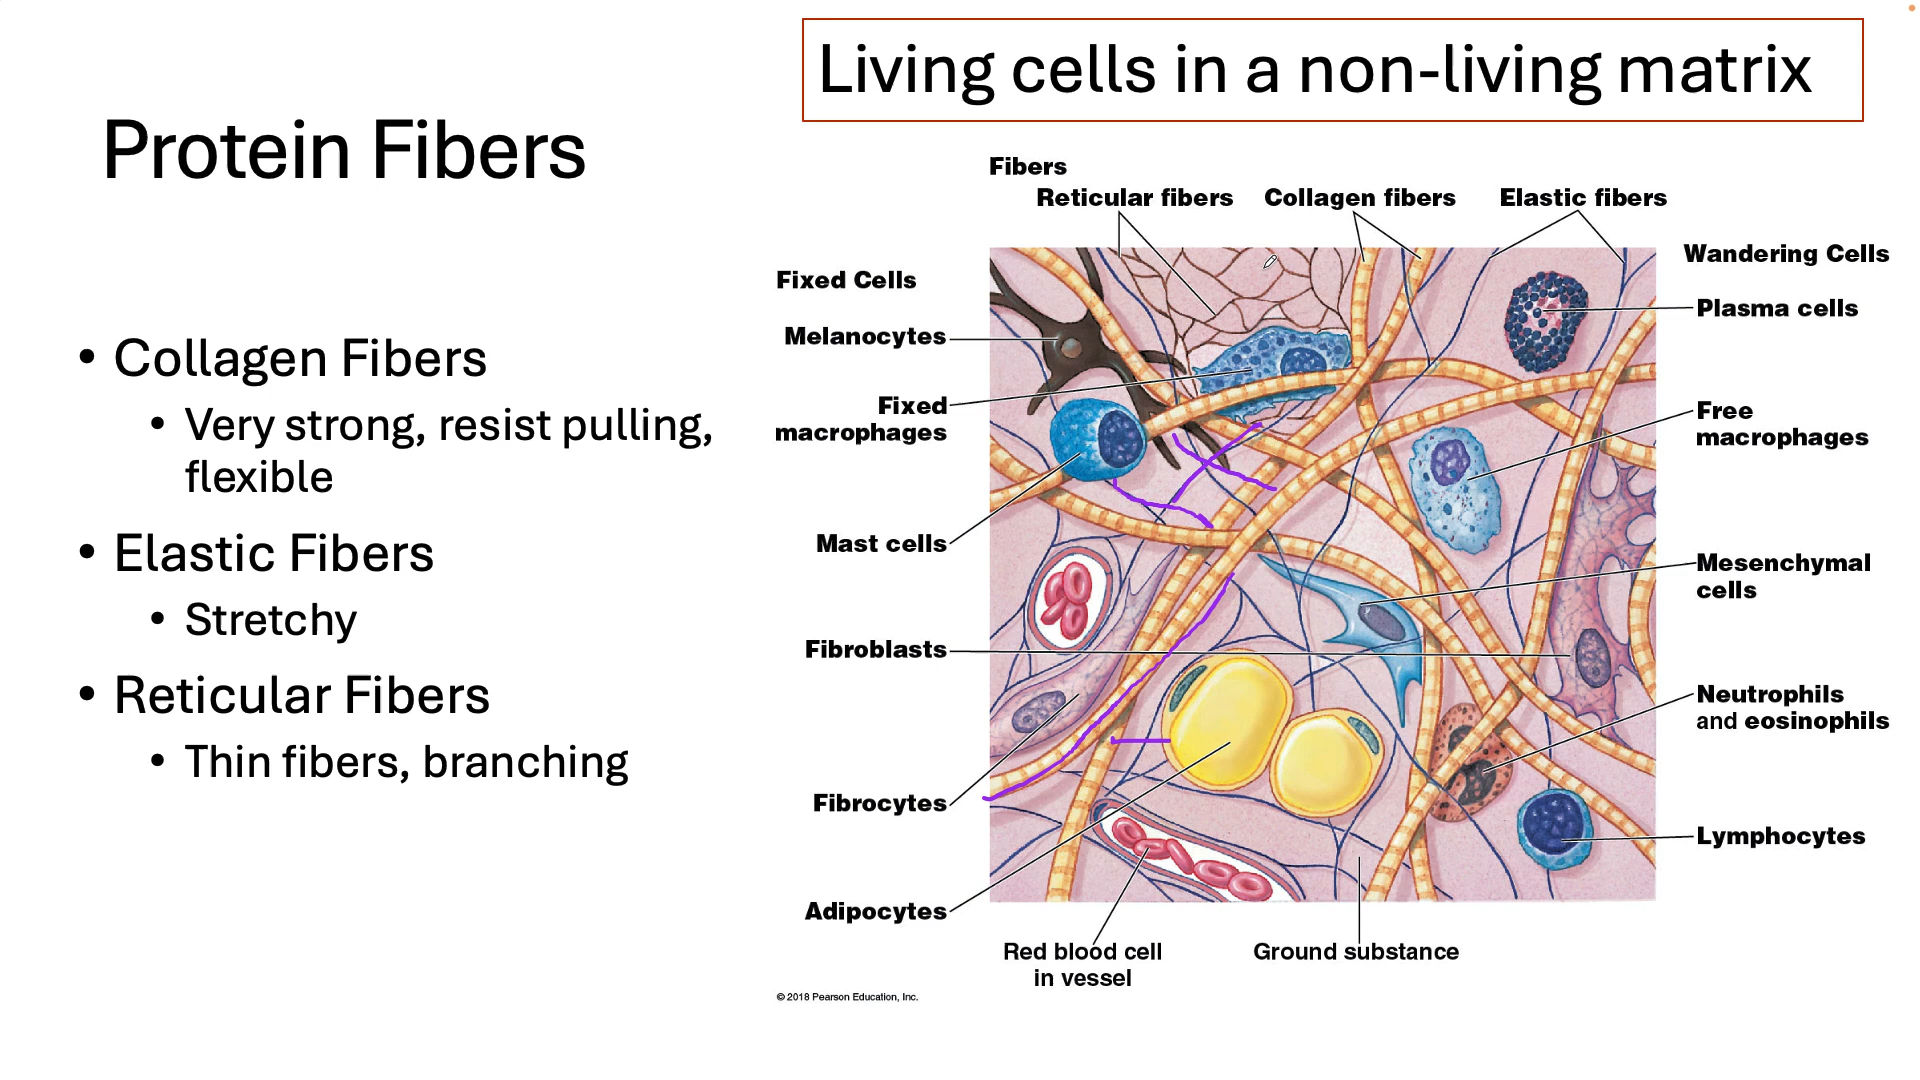 Living cells in a non-living matrix
Protein Fibers
• Collagen Fibers
• Very strong, resist pulling,
flexible
• Elastic Fibers
• Stretchy
• Reticular Fibers
• Thin fibers, branching
Fibers
Reticular fibers
Collagen fibers
Elastic fibers
Fixed Cells
Melanocytes
Fixed
macrophages
Mast cells
Fibroblasts
Fibrocytes
Adipocytes
Red blood cell
in vessel
Ground substance
Wandering Cells
Plasma cells
Free
macrophages
Mesenchymal
cells
Neutrophils
and eosinophils
Lymphocytes
© 2018 Pearson Education, Inc.